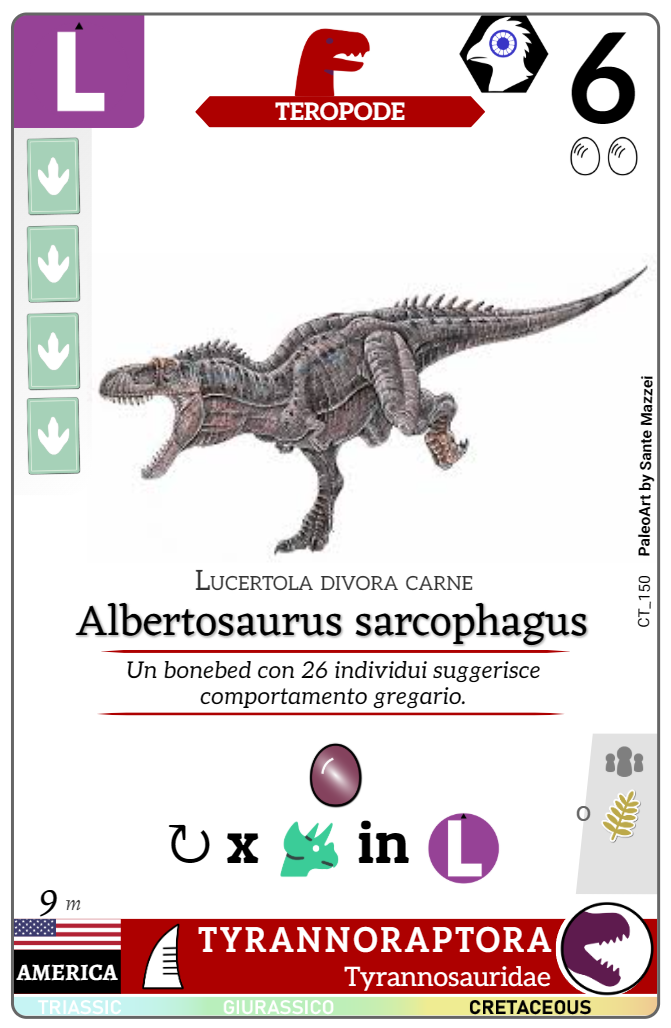 L
TEROPODE
6
PaleoArt by Sante Mazzei
CT_150
Lucertola divora carne
Albertosaurus sarcophagus
Un bonebed con 26 individui suggerisce
comportamento gregario.
o
↻ x in L
9 m
AMERICA
TYRANNORAPTORA
Tyrannosauridae
TRIASSIC GIURASSICO CRETACEOUS